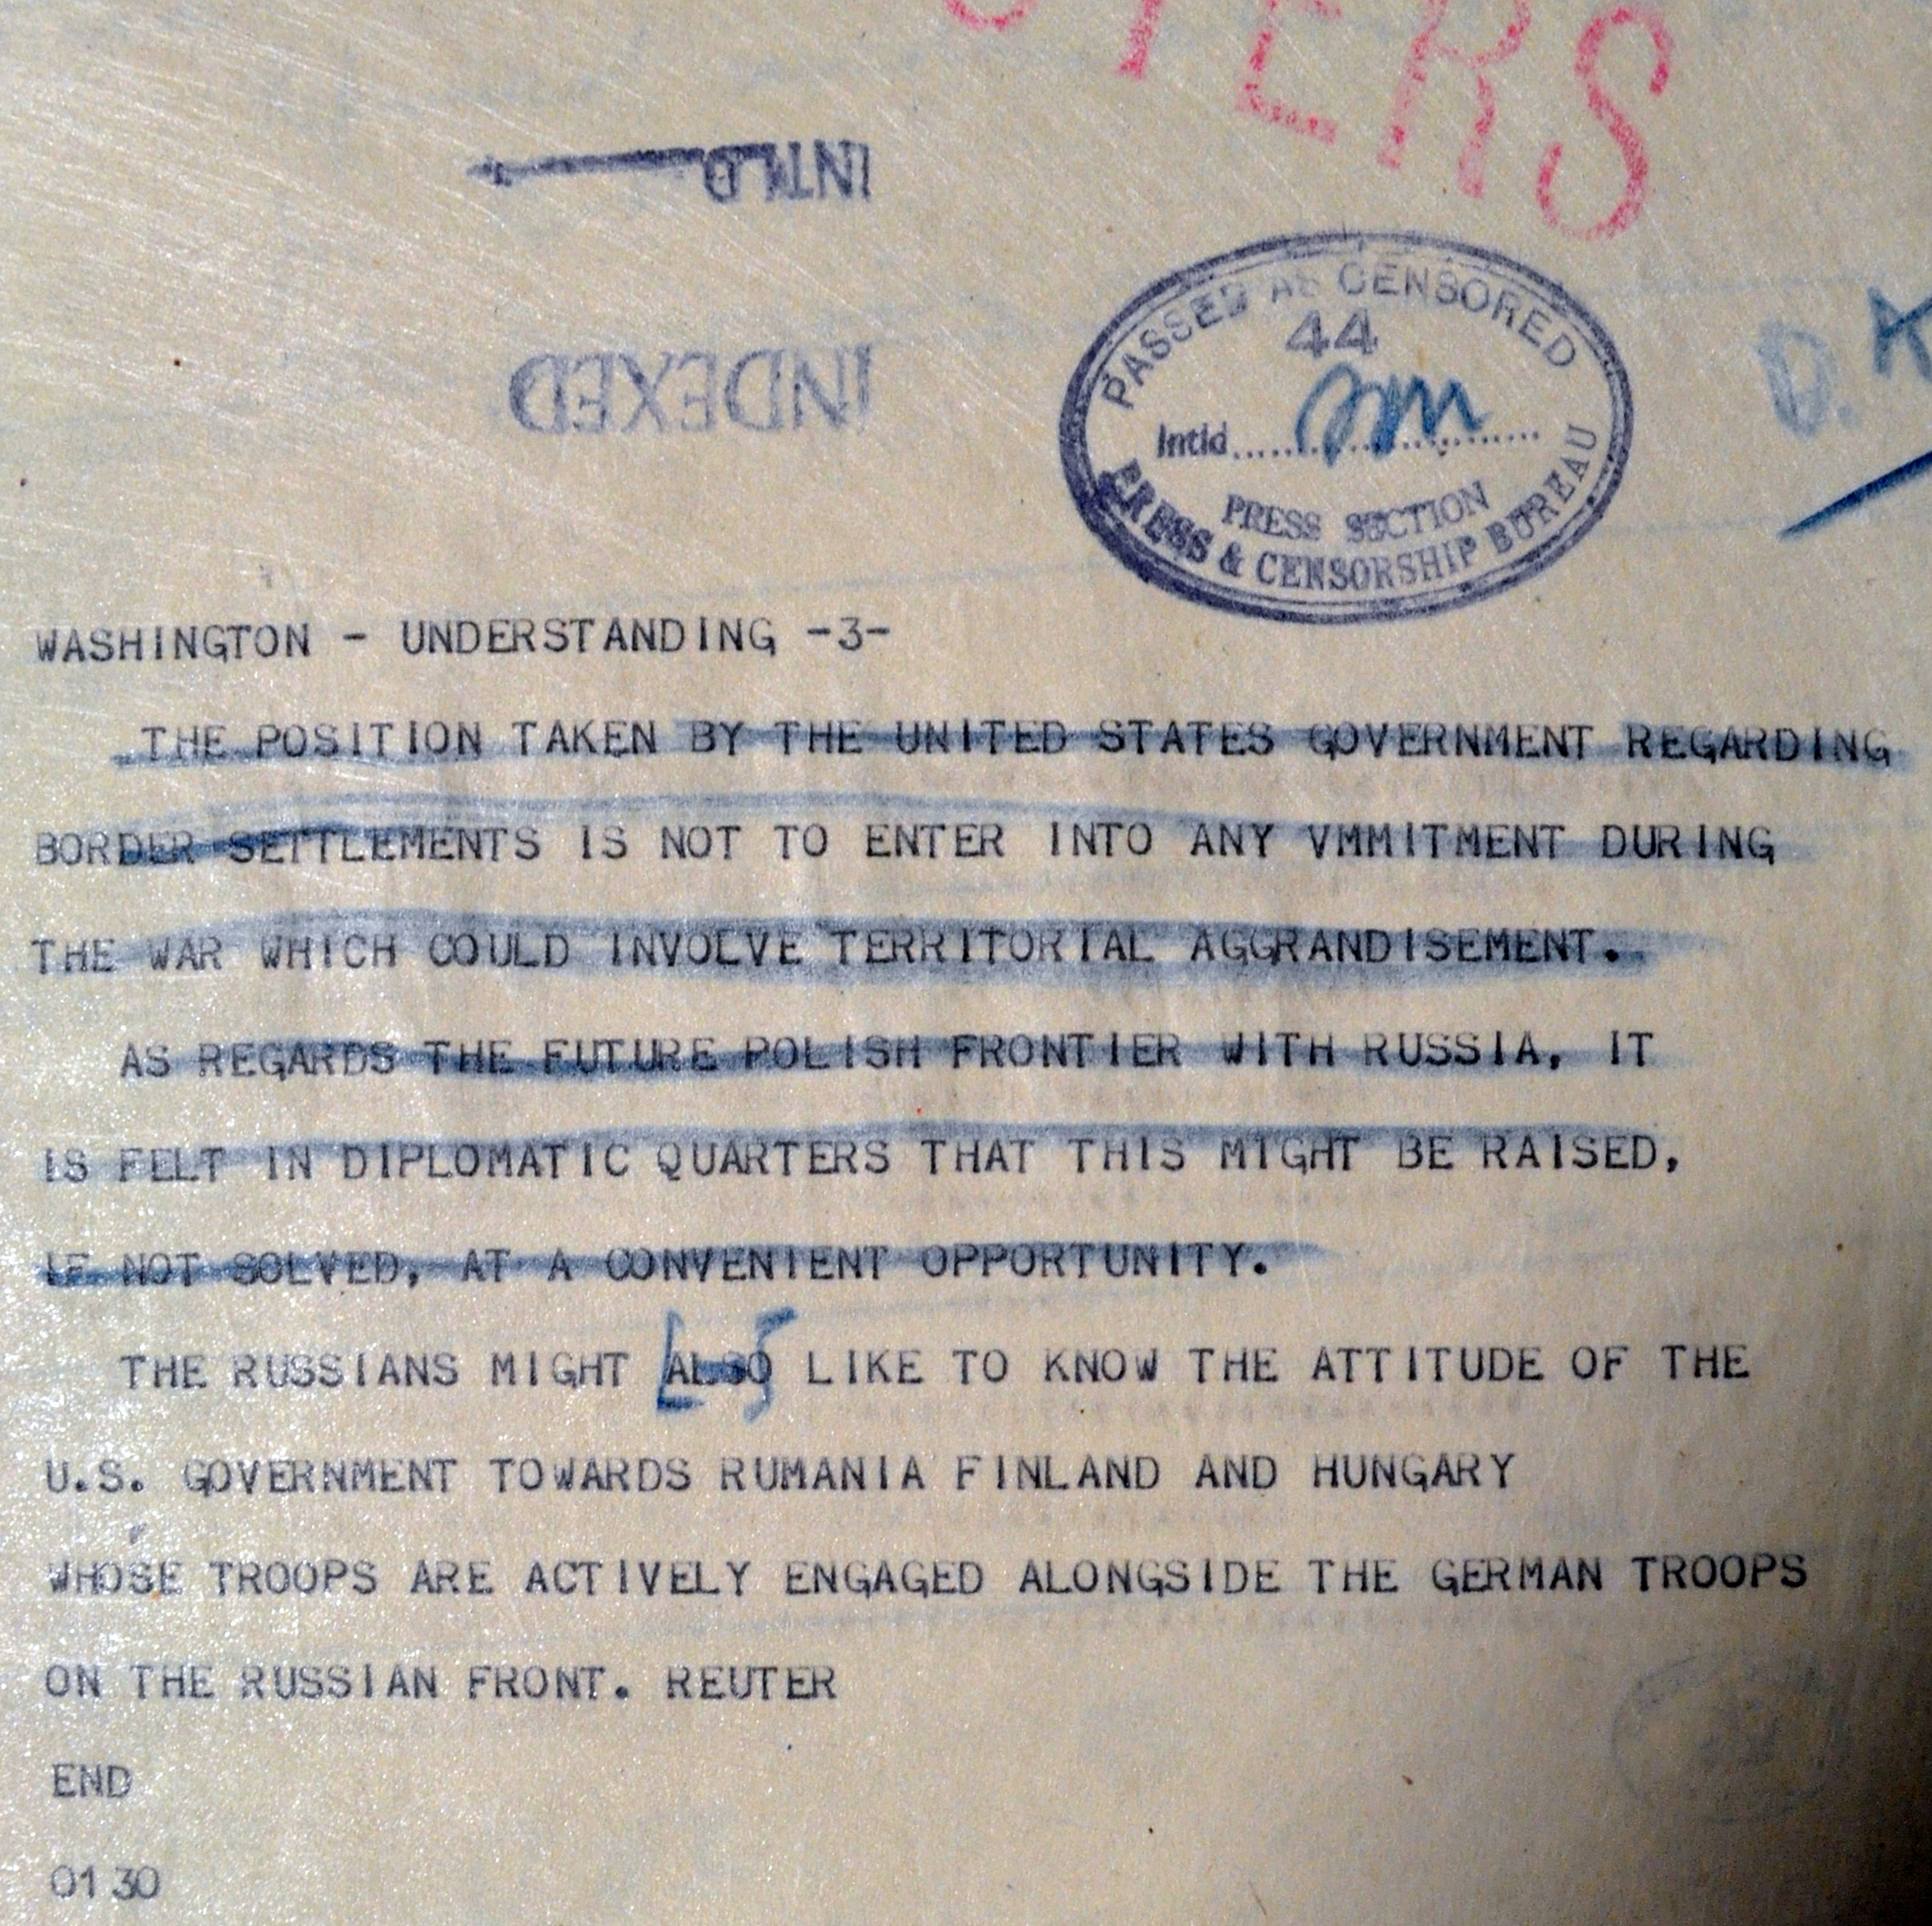 TERS
INT'L'D
INDEXED
PASSED AS CENSORED
44
Intld
PRESS SECTION
PRESS & CENSORSHIP BUREAU
D.K
WASHINGTON - UNDERSTANDING -3-
THE POSITION TAKEN BY THE UNITED STATES GOVERNMENT REGARDING
BORDER SETTLEMENTS IS NOT TO ENTER INTO ANY VMMITMENT DURING
THE WAR WHICH COULD INVOLVE TERRITORIAL AGGRANDISEMENT.
AS REGARDS THE FUTURE POLISH FRONTIER WITH RUSSIA, IT
IS FELT IN DIPLOMATIC QUARTERS THAT THIS MIGHT BE RAISED,
IF NOT SOLVED, AT A CONVENIENT OPPORTUNITY.
THE RUSSIANS MIGHT ALSO LIKE TO KNOW THE ATTITUDE OF THE
U.S. GOVERNMENT TOWARDS RUMANIA FINLAND AND HUNGARY
WHOSE TROOPS ARE ACTIVELY ENGAGED ALONGSIDE THE GERMAN TROOPS
ON THE RUSSIAN FRONT. REUTER
END
0130